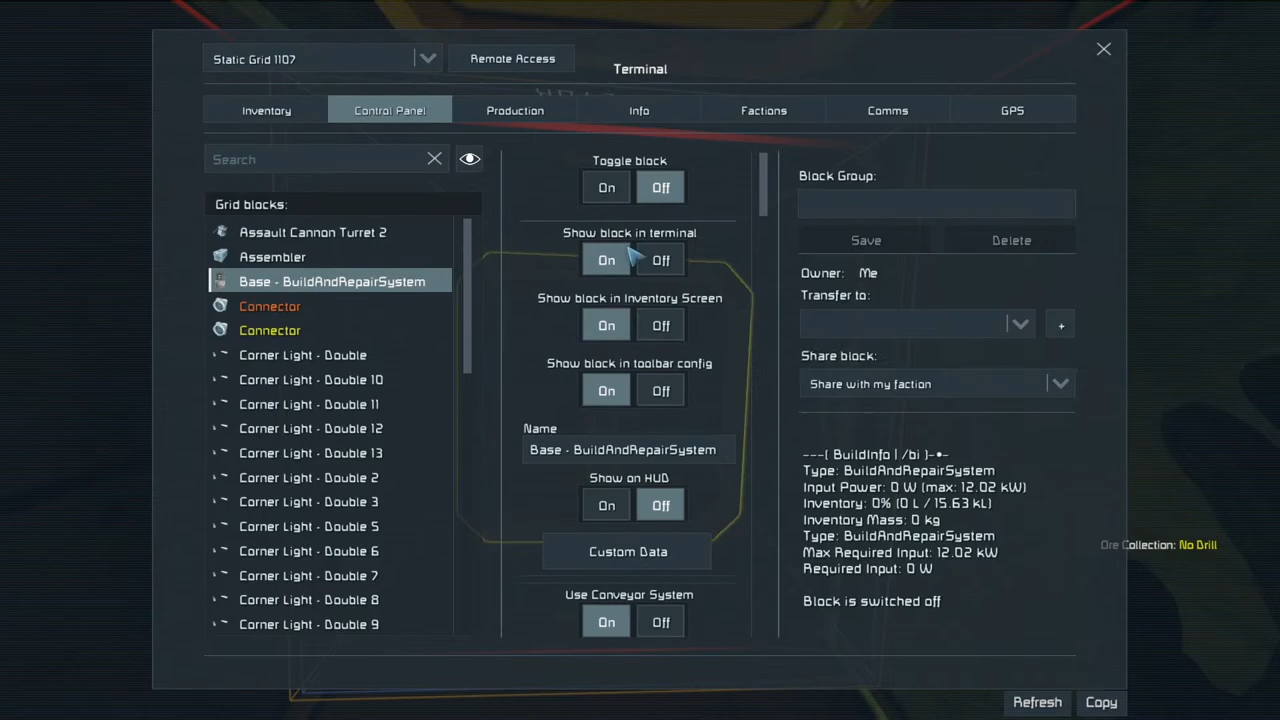 Static Grid 1107
Remote Access
Terminal
Inventory
Control Panel
Production
Info
Factions
Comms
GPS
Search
Grid blocks:
Assault Cannon Turret 2
Assembler
Base - BuildAndRepairSystem
Connector
Connector
Corner Light - Double
Corner Light - Double 10
Corner Light - Double 11
Corner Light - Double 12
Corner Light - Double 13
Corner Light - Double 2
Corner Light - Double 3
Corner Light - Double 5
Corner Light - Double 6
Corner Light - Double 7
Corner Light - Double 8
Corner Light - Double 9
Toggle block
On Off
Show block in terminal
On Off
Show block in Inventory Screen
On Off
Show block in toolbar config
On Off
Name
Base - BuildAndRepairSystem
Show on HUD
On Off
Custom Data
Use Conveyor System
On Off
Block Group:
Save Delete
Owner: Me
Transfer to:
+
Share block:
Share with my faction
---{ BuildInfo | /bi }-•-
Type: BuildAndRepairSystem
Input Power: 0 W (max: 12.02 kW)
Inventory: 0% (0 L / 15.63 kL)
Inventory Mass: 0 kg
Type: BuildAndRepairSystem
Max Required Input: 12.02 kW
Required Input: 0 W
Block is switched off
Ore Collection: No Drill
Refresh Copy